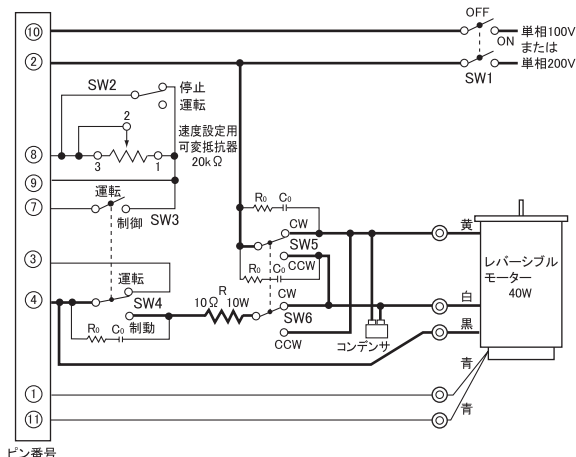 OFF
⑩
ON
単相100V
または
②
単相200V
SW1
SW2
停止
運転
2
速度設定用
可変抵抗器
20kΩ
⑧
3
1
⑨
運転
R₀
C₀
⑦
制御
SW3
CW
黄
SW5
CCW
レバーシブル
モーター
40W
③
運転
R₀
C₀
CW
白
④
SW4
R
10Ω 10W
SW6
黒
制動
R₀
C₀
CCW
コンデンサ
青
①
青
⑪
ピン番号